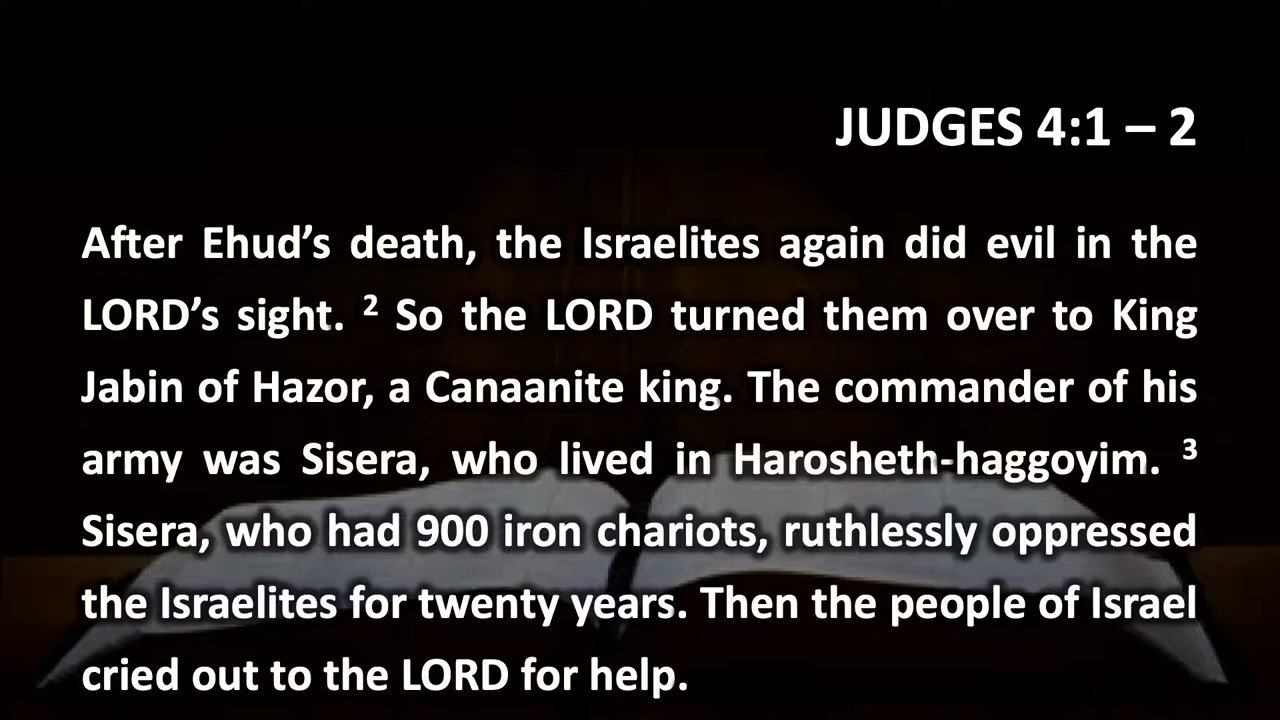 JUDGES 4:1 – 2
After Ehud’s death, the Israelites again did evil in the
LORD’s sight. ² So the LORD turned them over to King
Jabin of Hazor, a Canaanite king. The commander of his
army was Sisera, who lived in Harosheth-haggoyim. ³
Sisera, who had 900 iron chariots, ruthlessly oppressed
the Israelites for twenty years. Then the people of Israel
cried out to the LORD for help.